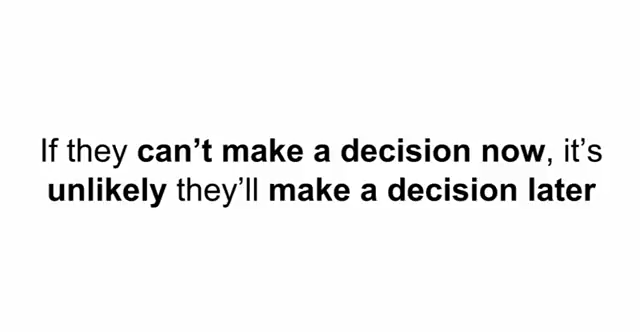 If they can’t make a decision now, it’s
unlikely they’ll make a decision later